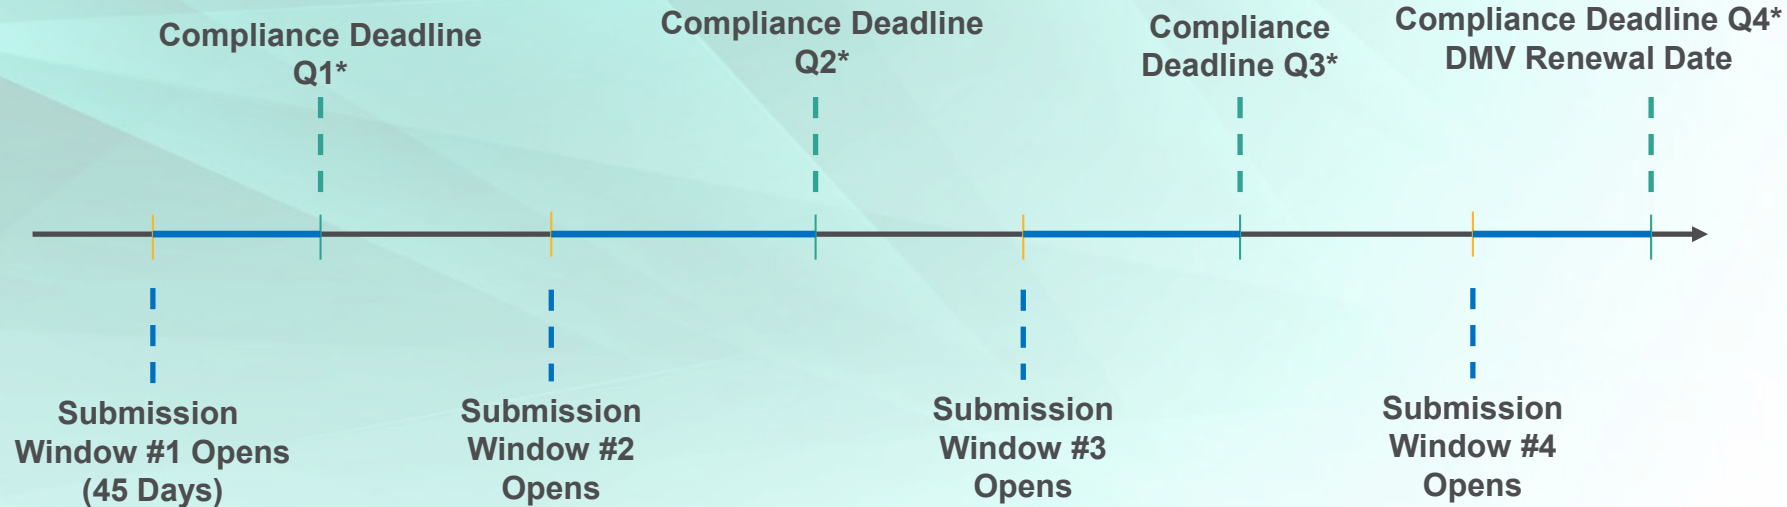 Compliance Deadline
Q1*
Compliance Deadline
Q2*
Compliance
Deadline Q3*
Compliance Deadline Q4*
DMV Renewal Date
Submission
Window #1 Opens
(45 Days)
Submission
Window #2
Opens
Submission
Window #3
Opens
Submission
Window #4
Opens